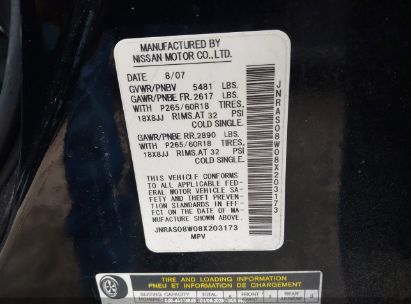 MANUFACTURED BY
NISSAN MOTOR CO.,LTD.
DATE 8/07
GVWR/PNBV 5481 LBS.
GAWR/PNBE FR. 2617 LBS.
WITH P265/60R18 TIRES,
18X8JJ RIMS, AT 32 PSI
COLD SINGLE.
GAWR/PNBE RR. 2890 LBS.
WITH P265/60R18 TIRES,
18X8JJ RIMS, AT 32 PSI
COLD SINGLE.
THIS VEHICLE CONFORMS
TO ALL APPLICABLE FED-
ERAL MOTOR VEHICLE SA-
FETY AND THEFT PREVEN-
TION STANDARDS IN EFF-
ECT ON THE DATE OF MA-
NUFACTURE SHOWN ABOVE.
JNRAS08W08X203173
MPV
JNRAS08W08X203173
TIRE AND LOADING INFORMATION
PNEU ET INFORMATION DE CHARGEMENT
SEATING CAPACITY